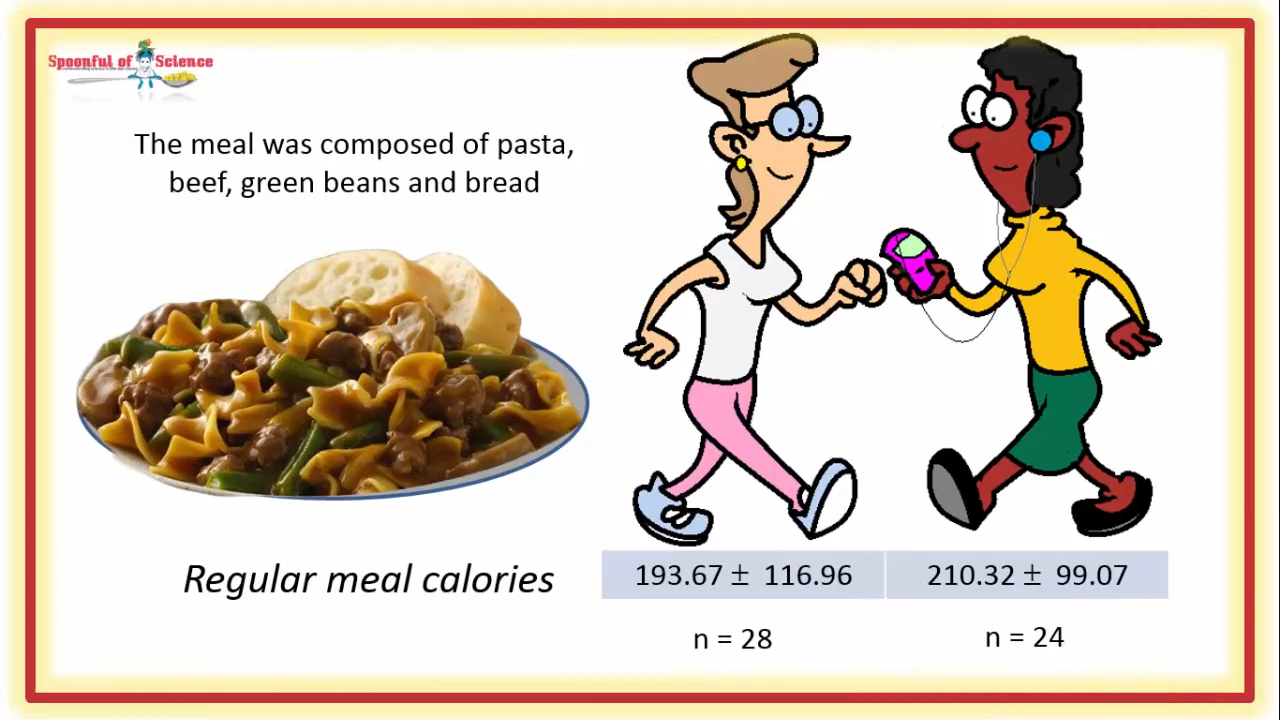 Spoonful of Science
The meal was composed of pasta,
beef, green beans and bread
Regular meal calories
193.67 ± 116.96
210.32 ± 99.07
n = 28
n = 24